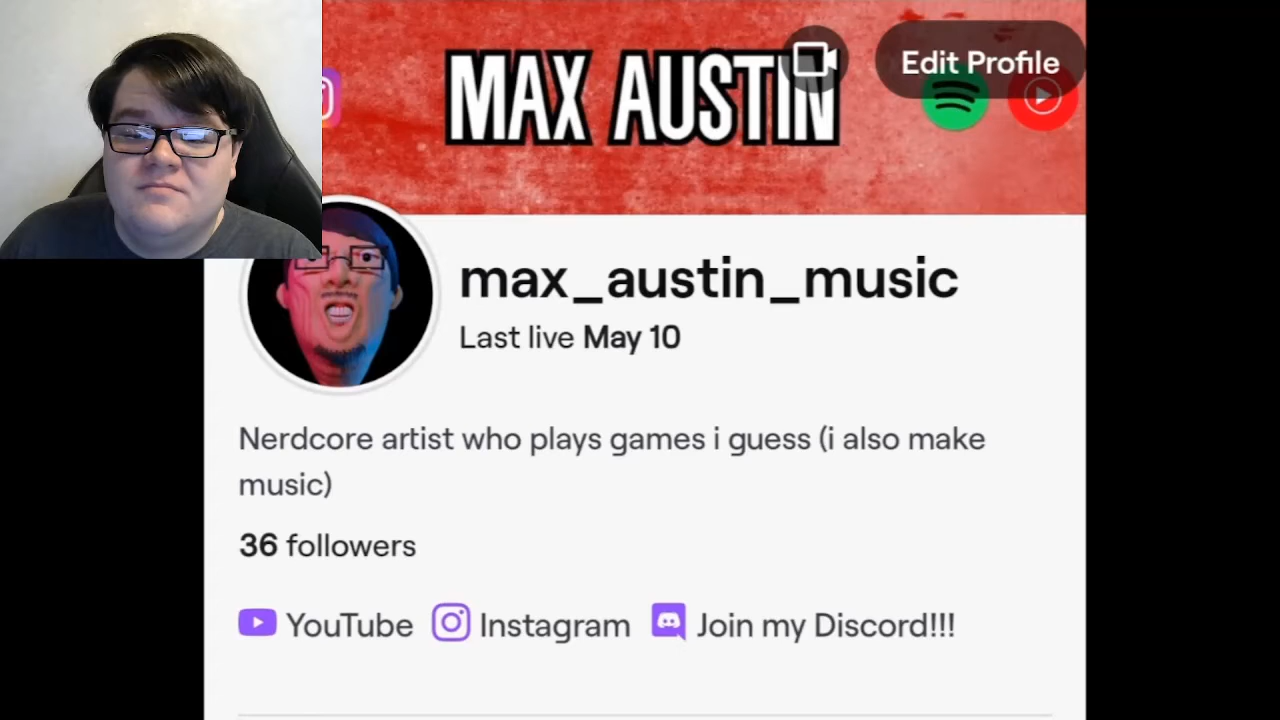 MAX AUSTIN
Edit Profile
max_austin_music
Last live May 10
Nerdcore artist who plays games i guess (i also make
music)
36 followers
YouTube Instagram Join my Discord!!!